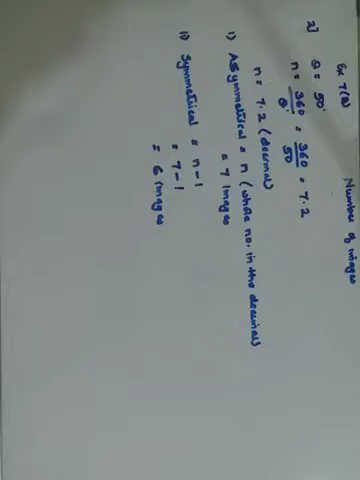 Ex 7(B)
Number of images
2) θ = 50°
n = 360/θ = 360/50 = 7.2
n = 7.2 (decimal)
i) ASymmetrical = n (whole no. in the decimal)
= 7 images
ii) Symmetrical = n - 1
= 7 - 1
= 6 images